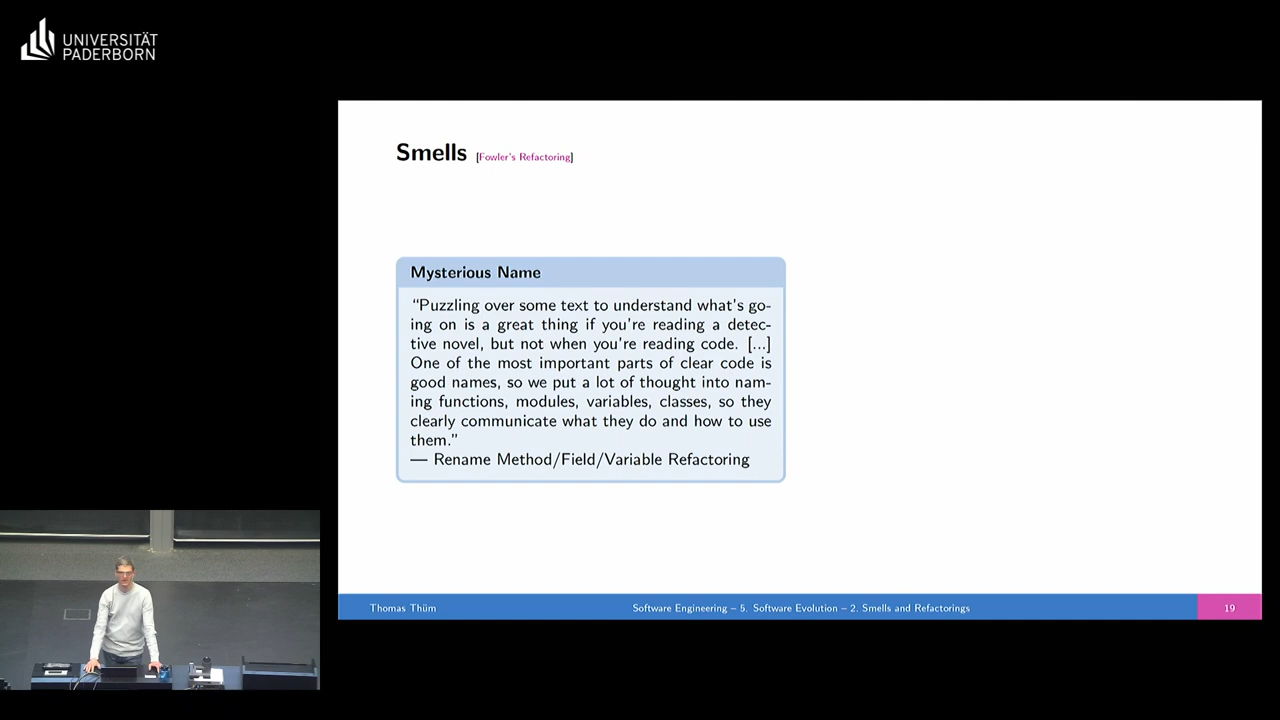 UNIVERSITÄT
PADERBORN
Smells [Fowler's Refactoring]
Mysterious Name
“Puzzling over some text to understand what's go-
ing on is a great thing if you're reading a detec-
tive novel, but not when you're reading code. [...]
One of the most important parts of clear code is
good names, so we put a lot of thought into nam-
ing functions, modules, variables, classes, so they
clearly communicate what they do and how to use
them.”
— Rename Method/Field/Variable Refactoring
Thomas Thüm
Software Engineering – 5. Software Evolution – 2. Smells and Refactorings
19